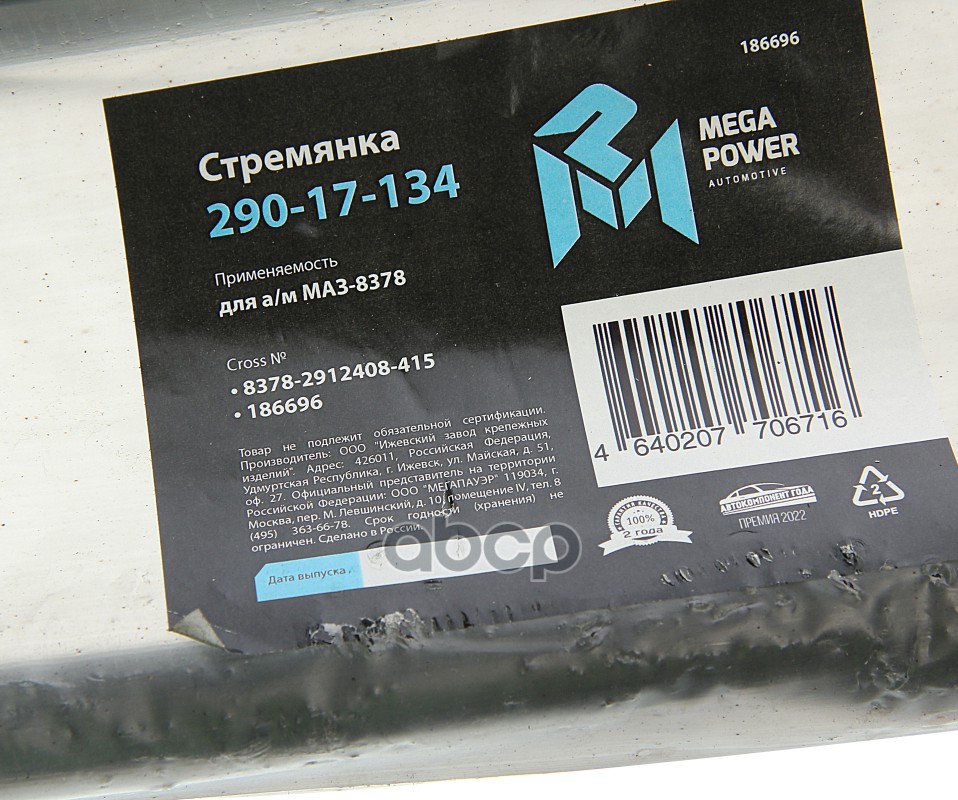 186696
MEGA
POWER
AUTOMOTIVE
Стремянка
290-17-134
Применяемость
для а/м МАЗ-8378
Cross №
• 8378-2912408-415
• 186696
Товар не подлежит обязательной сертификации.
Производитель: ООО "Ижевский завод крепежных
изделий". Адрес: 426011, Российская Федерация,
Удмуртская Республика, г. Ижевск, ул. Майская, д. 51,
оф. 27. Официальный представитель на территории
Российской Федерации: ООО "МЕГАПАУЭР" 119034, г.
Москва, пер. М. Левшинский, д.10, помещение IV, тел. 8
(495) 363-66-78. Срок годности (хранения) не
ограничен. Сделано в России.
Дата выпуска
4 640207 706716
ГАРАНТИЯ КАЧЕСТВА
100%
2 года
АВТОКОМПОНЕНТ ГОДА
ПРЕМИЯ 2022
2
HDPE
abcp